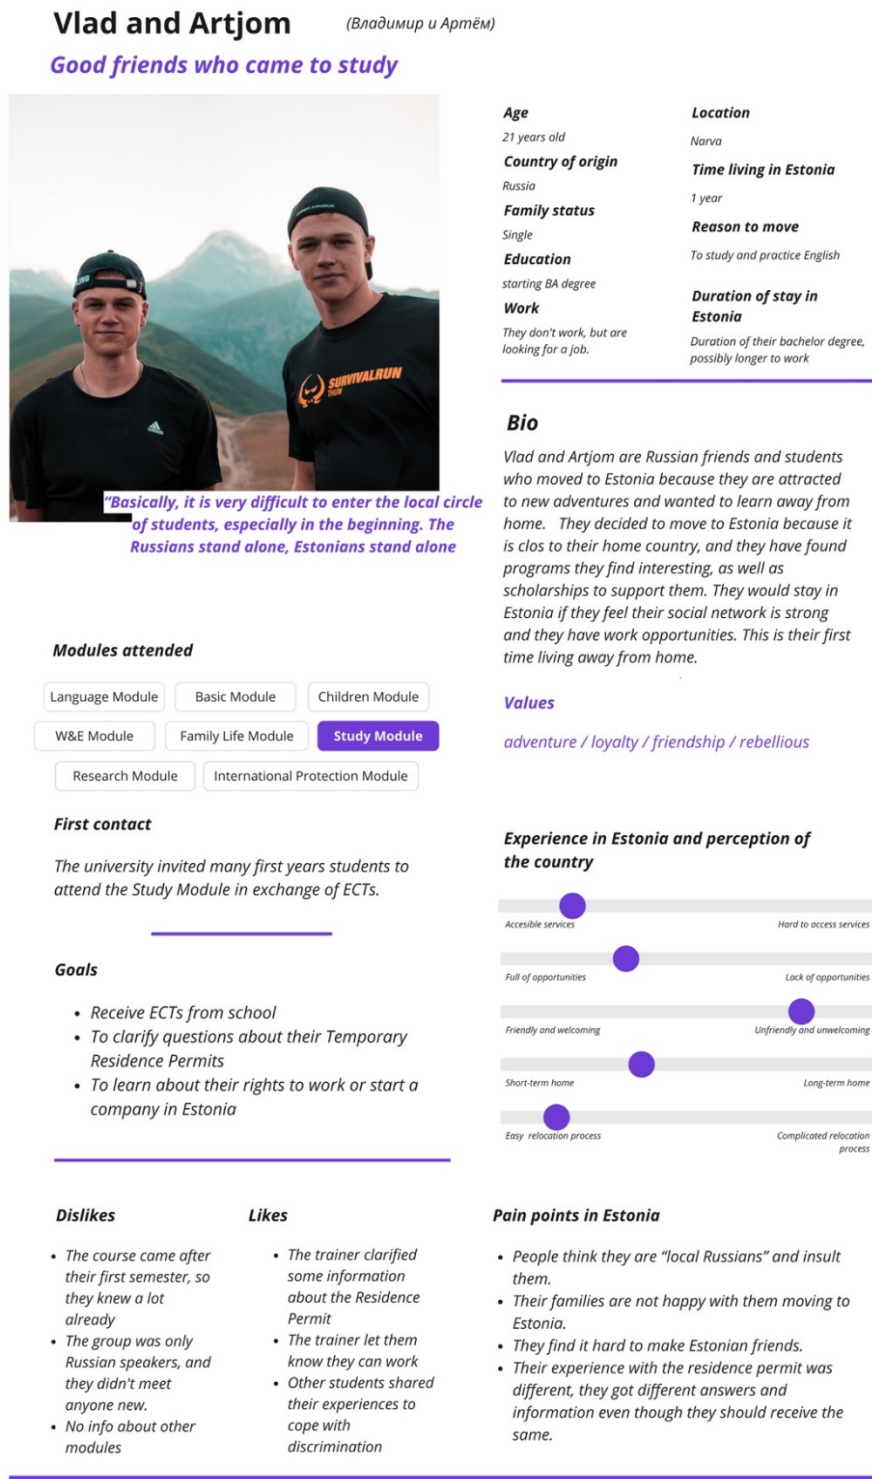 Vlad and Artjom
(Владимир и Артём)
Good friends who came to study
SURVIVALRUN
THUN
adidas
"Basically, it is very difficult to enter the local circle
of students, especially in the beginning. The
Russians stand alone, Estonians stand alone
Age
21 years old
Country of origin
Russia
Family status
Single
Education
starting BA degree
Work
They don't work, but are
looking for a job.
Location
Narva
Time living in Estonia
1 year
Reason to move
To study and practice English
Duration of stay in
Estonia
Duration of their bachelor degree,
possibly longer to work
Bio
Vlad and Artjom are Russian friends and students
who moved to Estonia because they are attracted
to new adventures and wanted to learn away from
home. They decided to move to Estonia because it
is clos to their home country, and they have found
programs they find interesting, as well as
scholarships to support them. They would stay in
Estonia if they feel their social network is strong
and they have work opportunities. This is their first
time living away from home.
Values
adventure / loyalty / friendship / rebellious
Modules attended
Language Module
Basic Module
Children Module
W&E Module
Family Life Module
Study Module
Research Module
International Protection Module
First contact
The university invited many first years students to
attend the Study Module in exchange of ECTs.
Goals
• Receive ECTs from school
• To clarify questions about their Temporary
Residence Permits
• To learn about their rights to work or start a
company in Estonia
Experience in Estonia and perception of
the country
Accesible services
Hard to access services
Full of opportunities
Lack of opportunities
Friendly and welcoming
Unfriendly and unwelcoming
Short-term home
Long-term home
Easy relocation process
Complicated relocation
process
Dislikes
• The course came after
their first semester, so
they knew a lot
already
• The group was only
Russian speakers, and
they didn't meet
anyone new.
• No info about other
modules
Likes
• The trainer clarified
some information
about the Residence
Permit
• The trainer let them
know they can work
• Other students shared
their experiences to
cope with
discrimination
Pain points in Estonia
• People think they are “local Russians” and insult
them.
• Their families are not happy with them moving to
Estonia.
• They find it hard to make Estonian friends.
• Their experience with the residence permit was
different, they got different answers and
information even though they should receive the
same.